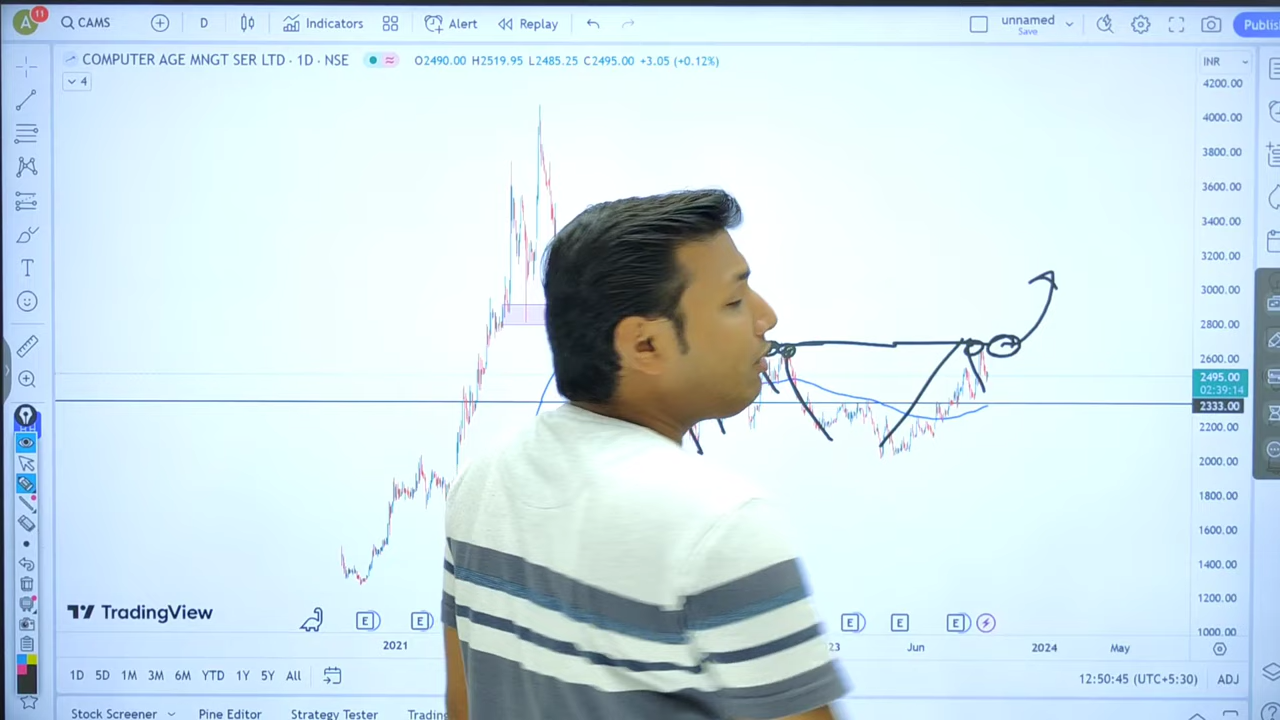 A 11 CAMS D Indicators Alert Replay unnamed Save Publis
COMPUTER AGE MNGT SER LTD · 1D · NSE O2490.00 H2519.95 L2485.25 C2495.00 +3.05 (+0.12%) INR
4
4200.00
4000.00
3800.00
3600.00
3400.00
3200.00
3000.00
2800.00
2600.00
2495.00
02:39:14
2333.00
2200.00
2000.00
1800.00
1600.00
1400.00
1200.00
1000.00
TradingView
E E E E E
2021 23 Jun 2024 May
1D 5D 1M 3M 6M YTD 1Y 5Y All 12:50:45 (UTC+5:30) ADJ
Stock Screener Pine Editor Strategy Tester Trading